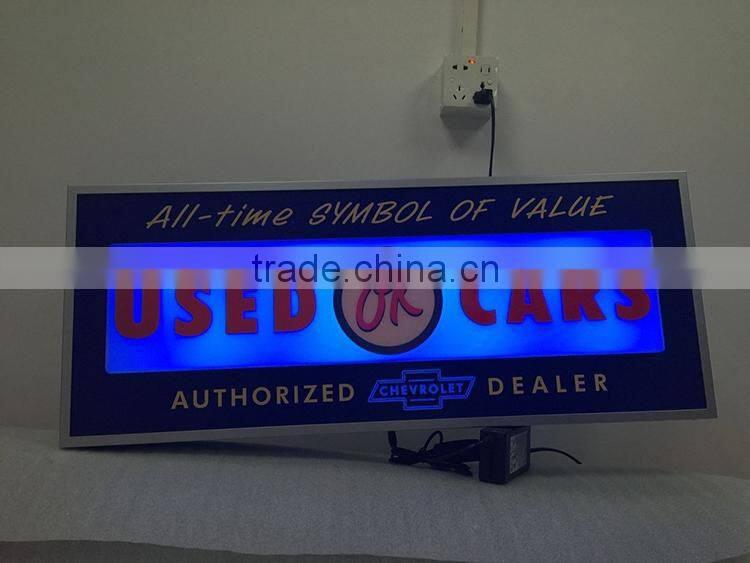 All-time SYMBOL OF VALUE
trade.china.cn
USED OK CARS
AUTHORIZED CHEVROLET DEALER